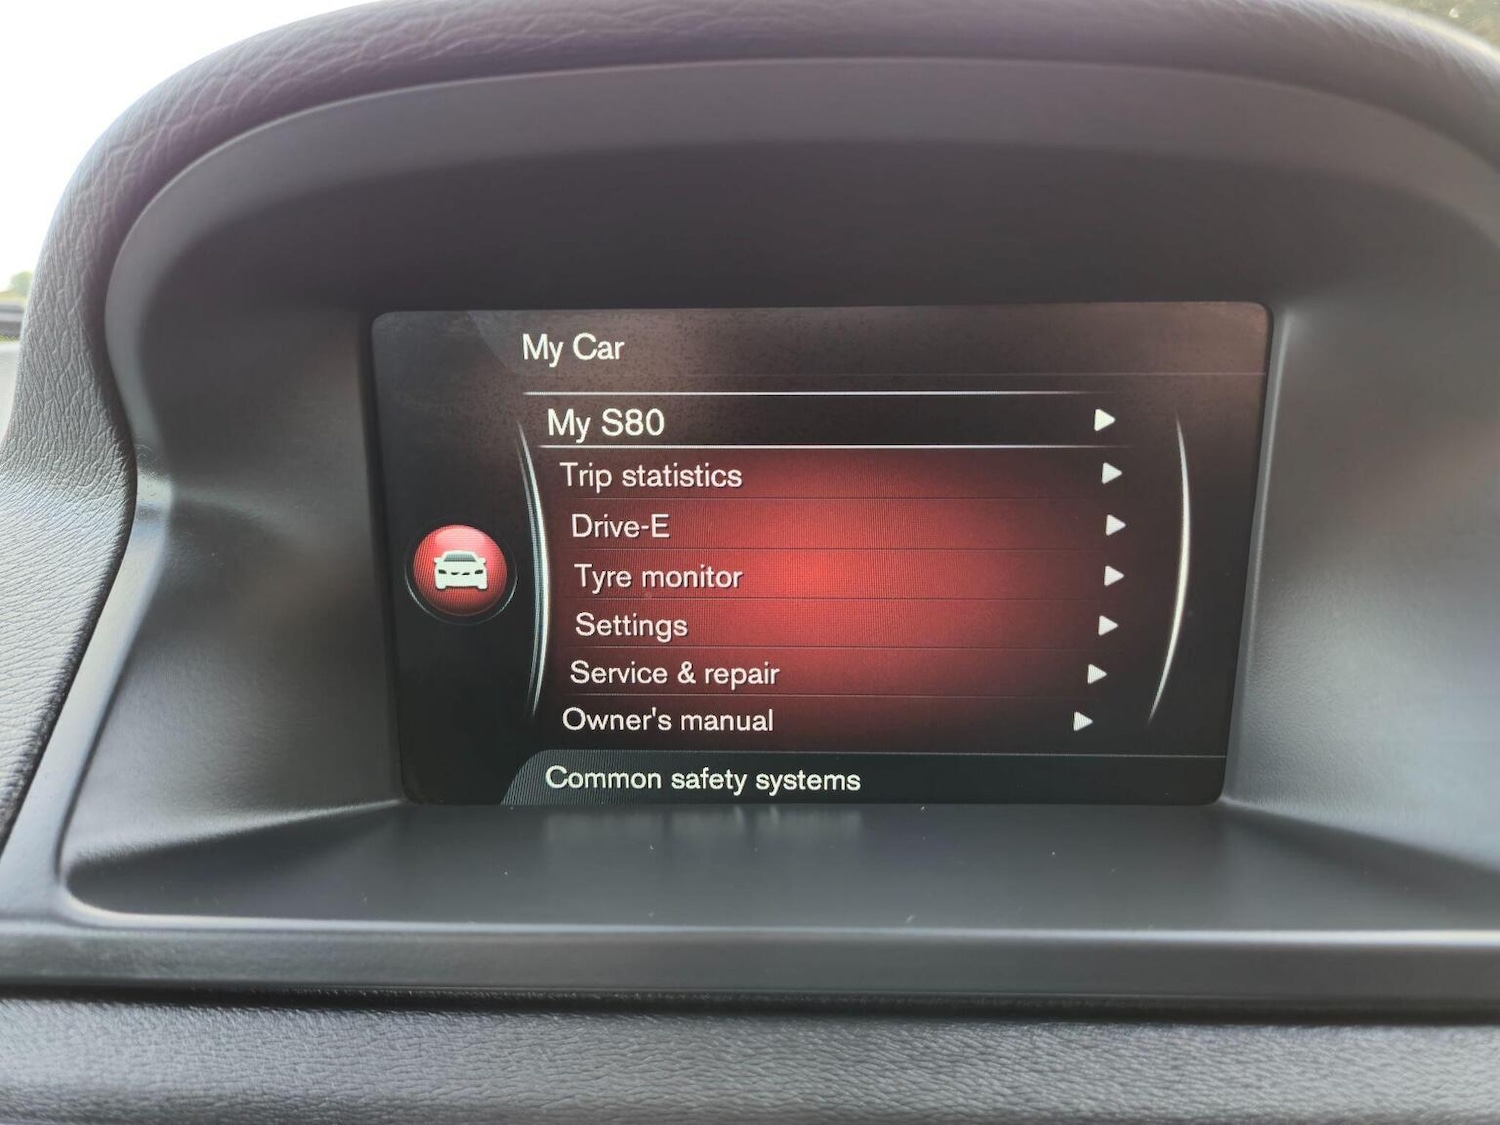 My Car
My S80
Trip statistics
Drive-E
Tyre monitor
Settings
Service & repair
Owner's manual
Common safety systems